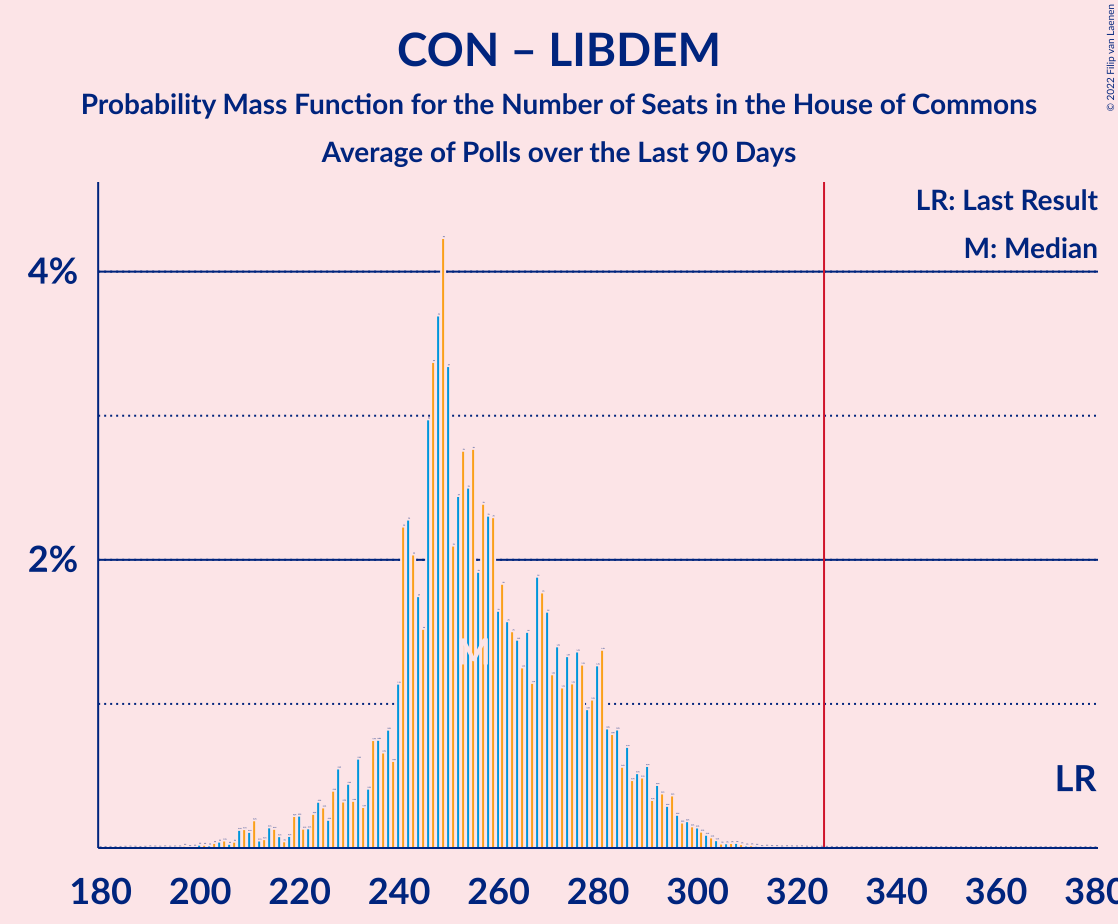 CON – LIBDEM
Probability Mass Function for the Number of Seats in the House of Commons
Average of Polls over the Last 90 Days
© 2022 Filip van Laenen
LR: Last Result
M: Median
4%
2%
LR
M
180 200 220 240 260 280 300 320 340 360 380